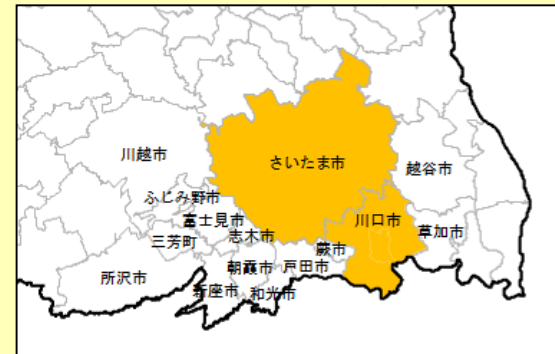 川越市
さいたま市
越谷市
ふじみ野市
富士見市
川口市
三芳町
志木市
草加市
蕨市
所沢市
朝霞市
戸田市
新座市
和光市